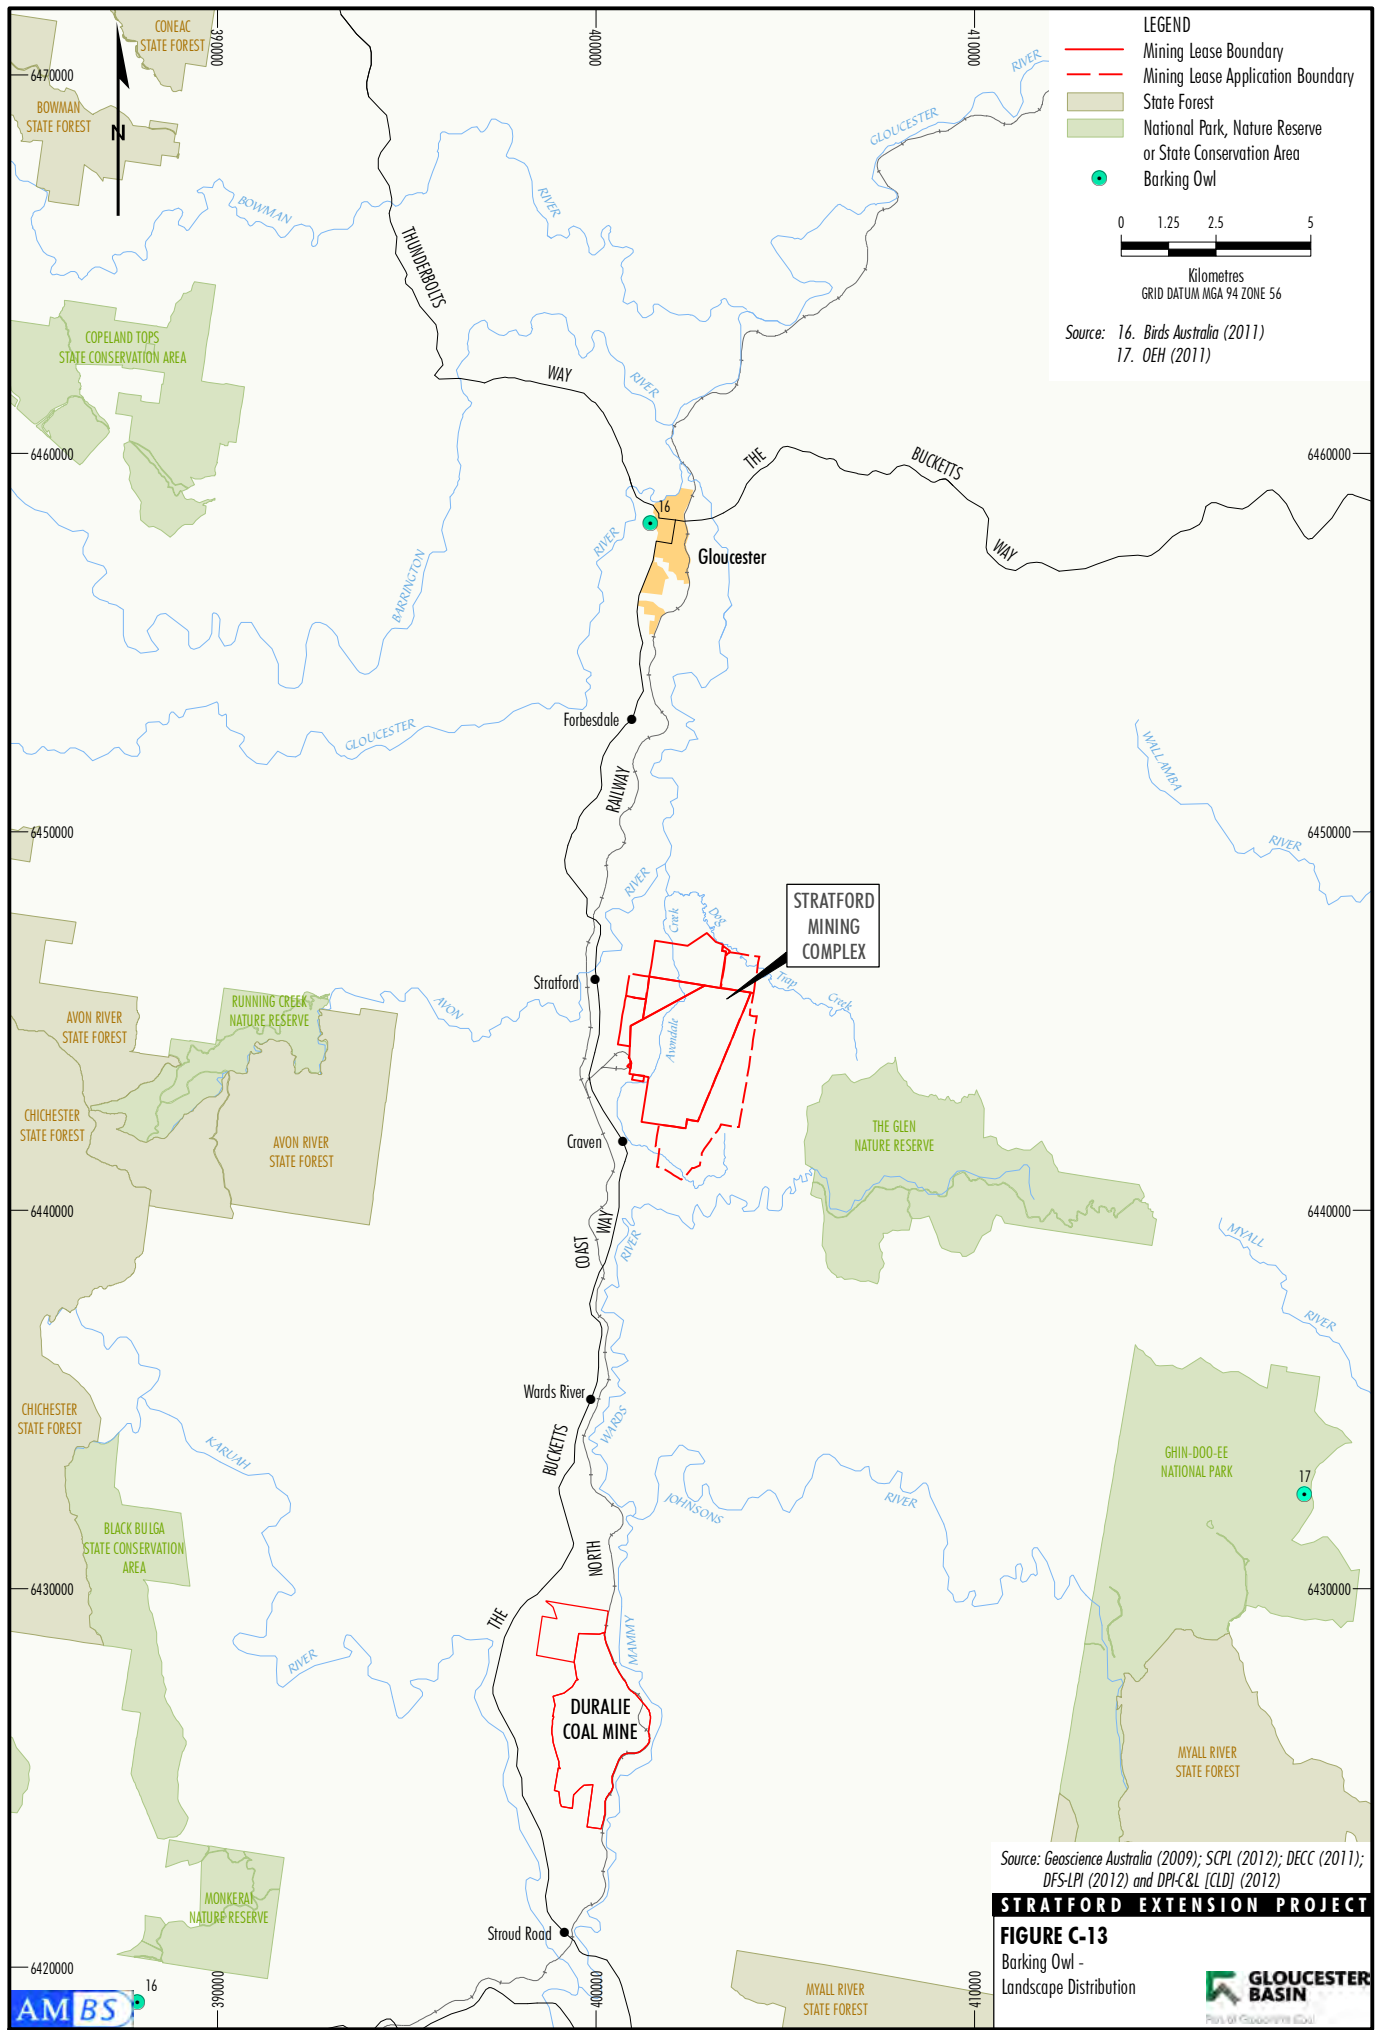 CONEAC
STATE FOREST
390000
400000
410000
6470000
BOWMAN
STATE FOREST
N
LEGEND
Mining Lease Boundary
Mining Lease Application Boundary
State Forest
National Park, Nature Reserve
or State Conservation Area
Barking Owl
0 1.25 2.5 5
Kilometres
GRID DATUM MGA 94 ZONE 56
Source: 16. Birds Australia (2011)
17. OEH (2011)
RIVER
GLOUCESTER
BOWMAN
RIVER
THUNDERBOLTS
WAY
COPELAND TOPS
STATE CONSERVATION AREA
RIVER
6460000
THE
BUCKETTS
WAY
6460000
16
Gloucester
RIVER
BARRINGTON
Forbesdale
GLOUCESTER
RAILWAY
WALLAMBA
RIVER
6450000
6450000
RIVER
Creek
Dog
Trap
Creek
STRATFORD
MINING
COMPLEX
Stratford
AVON
Avondale
RUNNING CREEK
NATURE RESERVE
AVON RIVER
STATE FOREST
CHICHESTER
STATE FOREST
AVON RIVER
STATE FOREST
Craven
THE GLEN
NATURE RESERVE
6440000
6440000
COAST
WAY
RIVER
MYALL
RIVER
Wards River
WARDS
BUCKETTS
CHICHESTER
STATE FOREST
KARUAH
JOHNSONS
RIVER
GHIN-DOO-EE
NATIONAL PARK
17
BLACK BULGA
STATE CONSERVATION
AREA
NORTH
6430000
6430000
THE
MAMMY
RIVER
DURALIE
COAL MINE
MYALL RIVER
STATE FOREST
MONKERAI
NATURE RESERVE
Stroud Road
6420000
16
390000
400000
410000
MYALL RIVER
STATE FOREST
AMBS
Source: Geoscience Australia (2009); SCPL (2012); DECC (2011);
DFS-LPI (2012) and DPI-C&L [CLD] (2012)
STRATFORD EXTENSION PROJECT
FIGURE C-13
Barking Owl -
Landscape Distribution
GLOUCESTER
BASIN